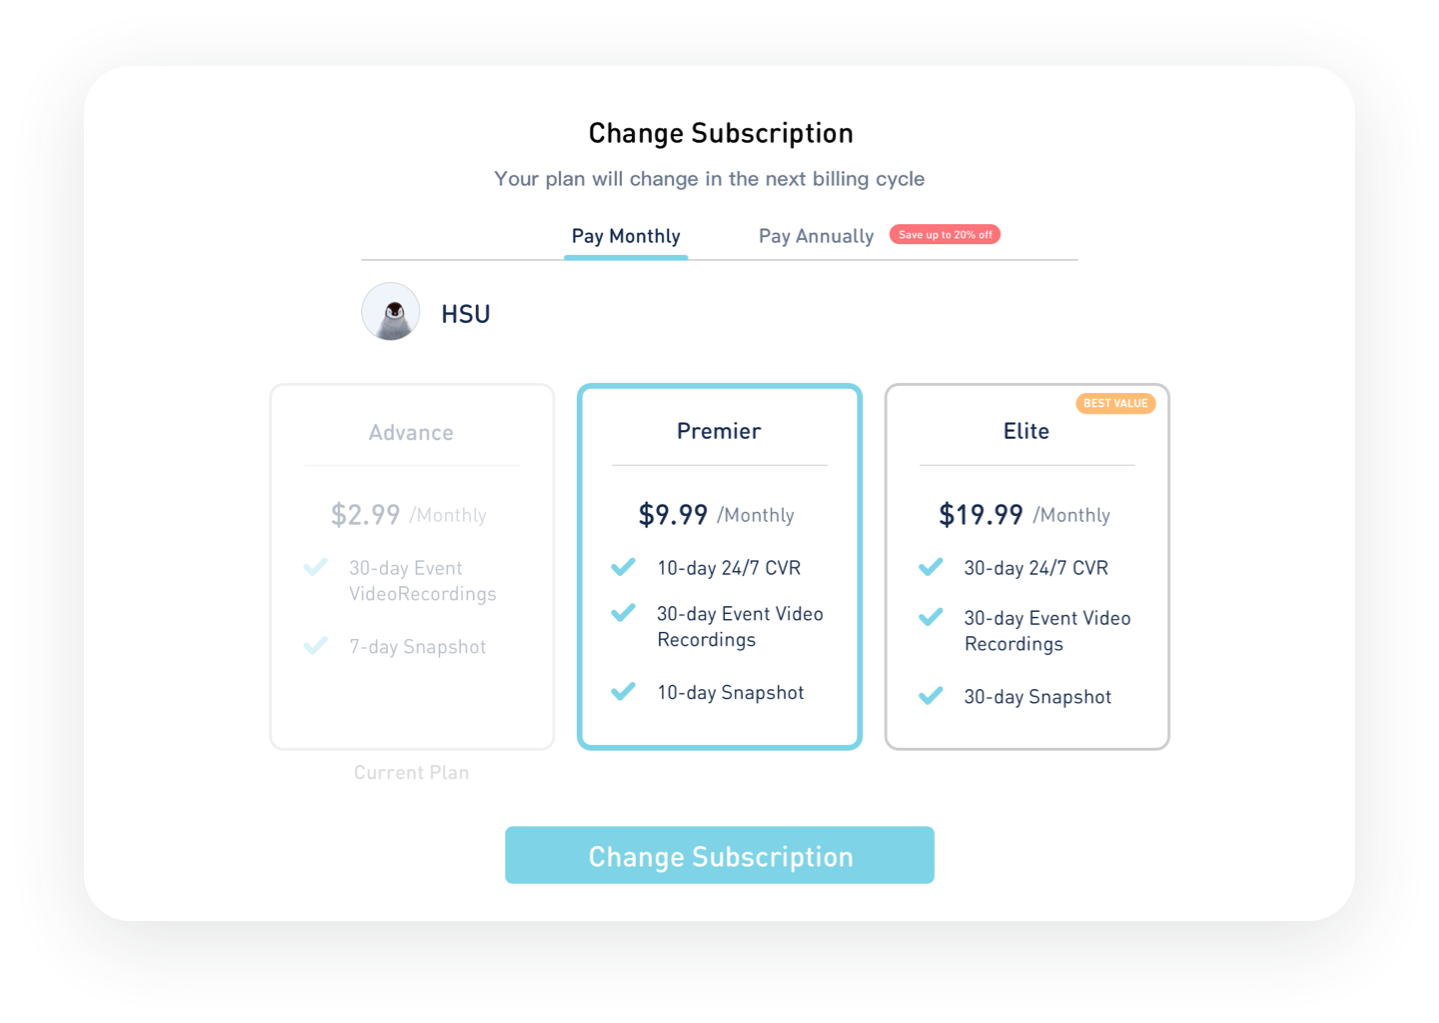 Change Subscription
Your plan will change in the next billing cycle
Pay Monthly
Pay Annually
Save up to 20% off
HSU
Advance
$2.99 /Monthly
30-day Event
VideoRecordings
7-day Snapshot
Current Plan
Premier
$9.99 /Monthly
10-day 24/7 CVR
30-day Event Video
Recordings
10-day Snapshot
BEST VALUE
Elite
$19.99 /Monthly
30-day 24/7 CVR
30-day Event Video
Recordings
30-day Snapshot
Change Subscription